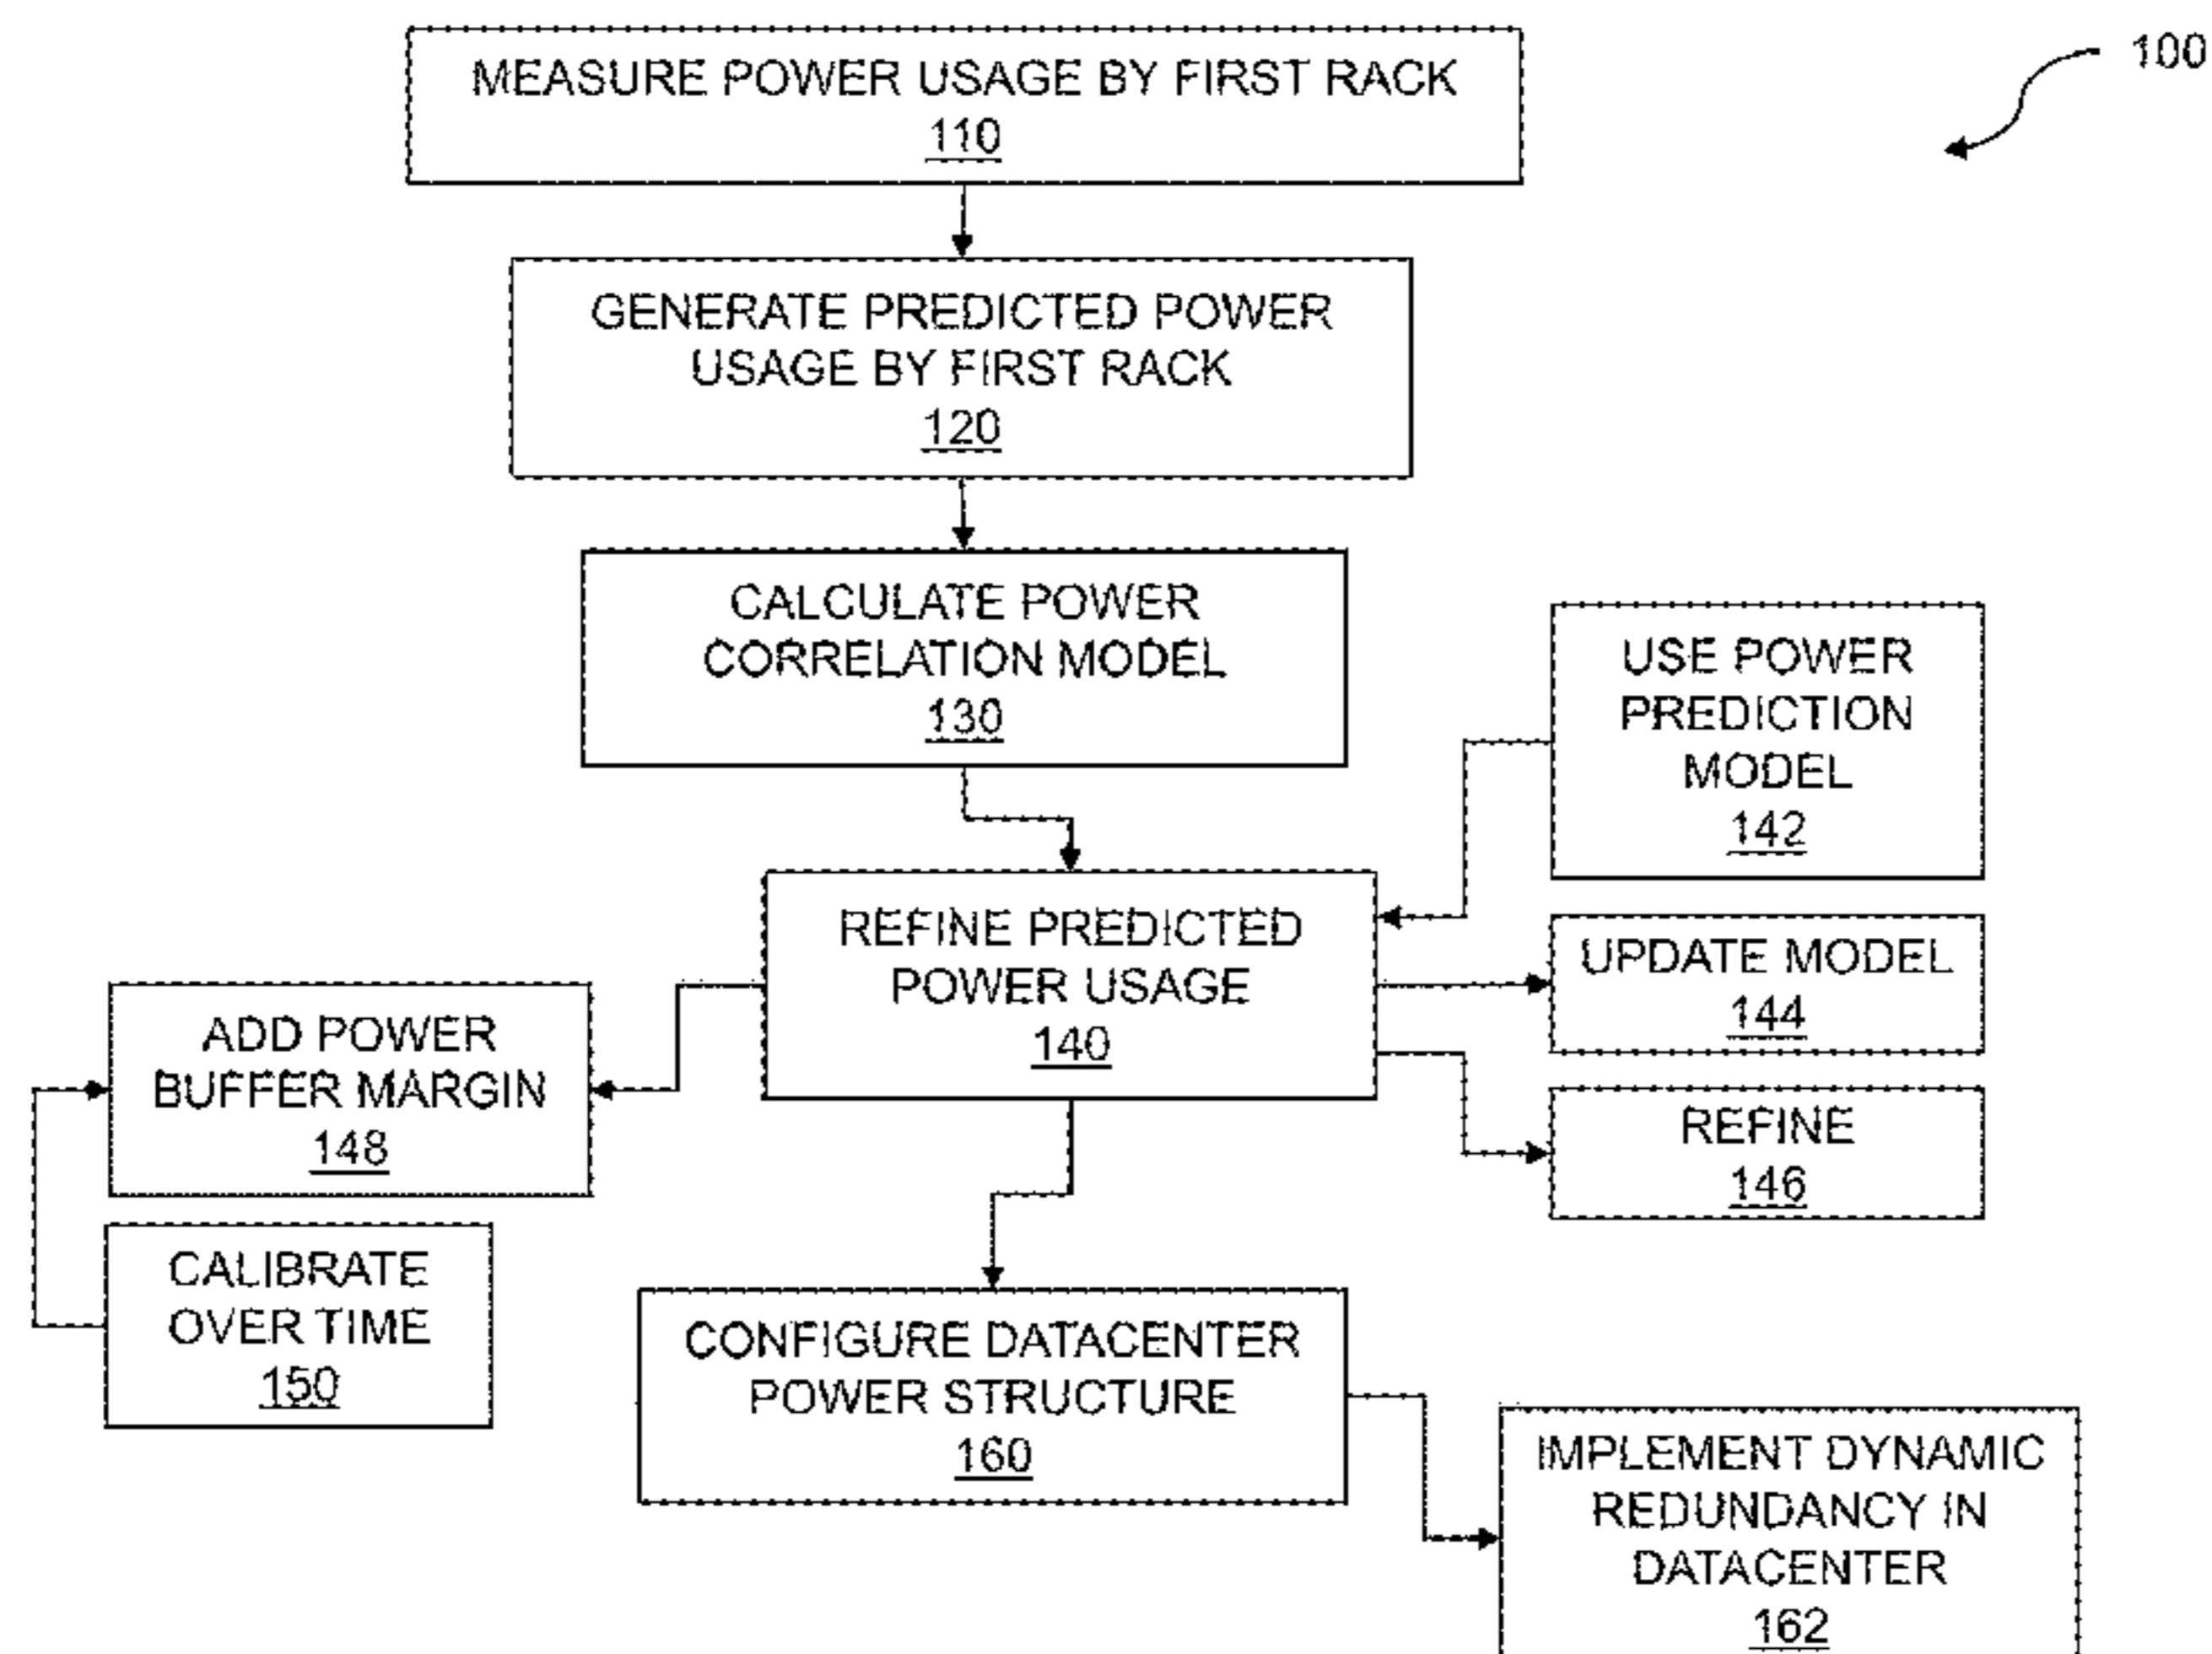 100
MEASURE POWER USAGE BY FIRST RACK
110
GENERATE PREDICTED POWER
USAGE BY FIRST RACK
120
CALCULATE POWER
CORRELATION MODEL
130
USE POWER
PREDICTION
MODEL
142
REFINE PREDICTED
POWER USAGE
140
UPDATE MODEL
144
REFINE
146
ADD POWER
BUFFER MARGIN
148
CALIBRATE
OVER TIME
150
CONFIGURE DATACENTER
POWER STRUCTURE
160
IMPLEMENT DYNAMIC
REDUNDANCY IN
DATACENTER
162